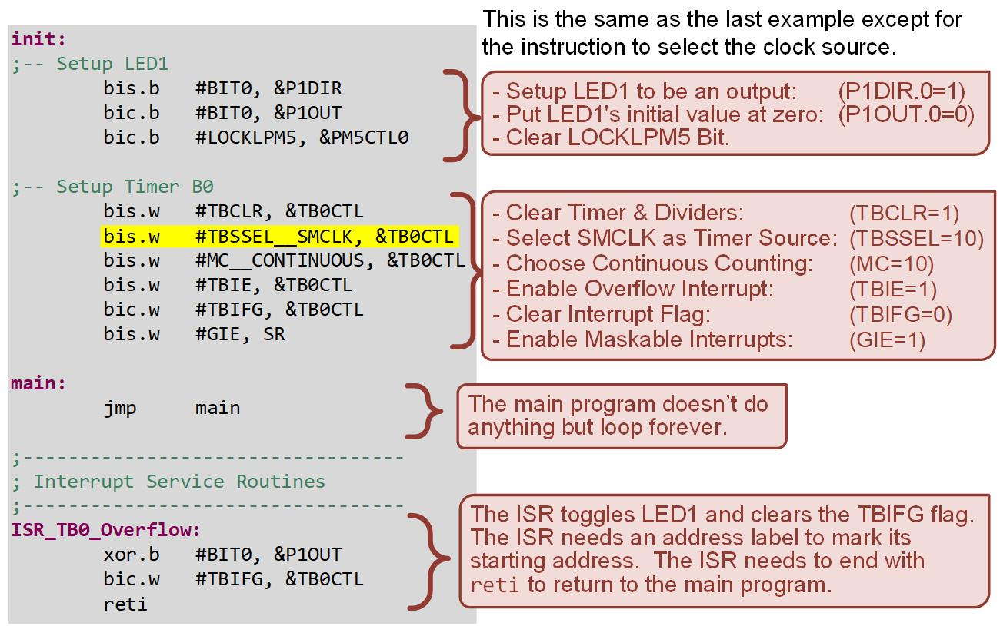 This is the same as the last example except for
the instruction to select the clock source.
init:
;-- Setup LED1
bis.b #BIT0, &P1DIR
bic.b #BIT0, &P1OUT
bic.b #LOCKLPM5, &PM5CTL0
- Setup LED1 to be an output: (P1DIR.0=1)
- Put LED1's initial value at zero: (P1OUT.0=0)
- Clear LOCKLPM5 Bit.
;-- Setup Timer B0
bis.w #TBCLR, &TB0CTL
bis.w #TBSSEL__SMCLK, &TB0CTL
bis.w #MC__CONTINUOUS, &TB0CTL
bis.w #TBIE, &TB0CTL
bic.w #TBIFG, &TB0CTL
bis.w #GIE, SR
- Clear Timer & Dividers: (TBCLR=1)
- Select SMCLK as Timer Source: (TBSSEL=10)
- Choose Continuous Counting: (MC=10)
- Enable Overflow Interrupt: (TBIE=1)
- Clear Interrupt Flag: (TBIFG=0)
- Enable Maskable Interrupts: (GIE=1)
main:
jmp main
The main program doesn’t do
anything but loop forever.
;----------------------------------
; Interrupt Service Routines
;----------------------------------
ISR_TB0_Overflow:
xor.b #BIT0, &P1OUT
bic.w #TBIFG, &TB0CTL
reti
The ISR toggles LED1 and clears the TBIFG flag.
The ISR needs an address label to mark its
starting address. The ISR needs to end with
reti to return to the main program.